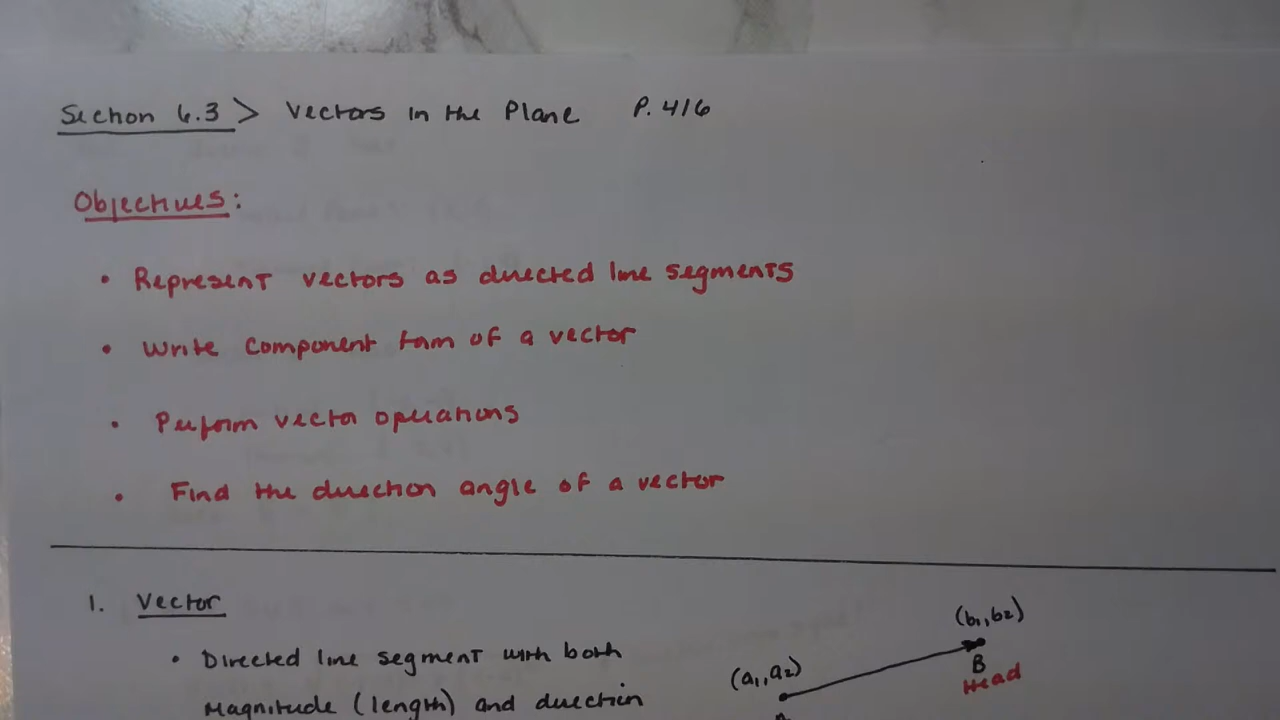 Section 6.3 > Vectors in the Plane P. 416
Objectives:
• Represent vectors as directed line segments
• Write component form of a vector
• Perform vector operations
• Find the direction angle of a vector
1. Vector
• Directed line segment with both
magnitude (length) and direction
(b1, b2)
(a1, a2)
B
Head